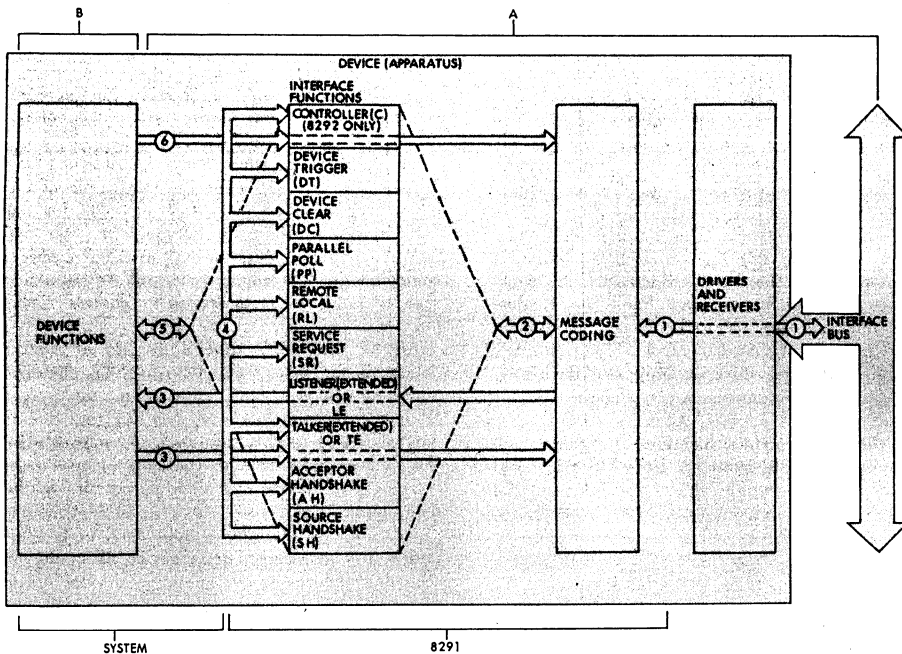 B
A
DEVICE (APPARATUS)
INTERFACE
FUNCTIONS
CONTROLLER(C)
(8292 ONLY)
6
DEVICE
TRIGGER
(DT)
DEVICE
CLEAR
(DC)
PARALLEL
POLL
(PP)
REMOTE
LOCAL
(RL)
DRIVERS
AND
RECEIVERS
DEVICE
FUNCTIONS
5
4
SERVICE
REQUEST
(SR)
2
MESSAGE
CODING
1
1
INTERFACE
BUS
3
LISTENER(EXTENDED)
OR
LE
3
TALKER(EXTENDED)
OR TE
ACCEPTOR
HANDSHAKE
(AH)
SOURCE
HANDSHAKE
(SH)
SYSTEM
8291